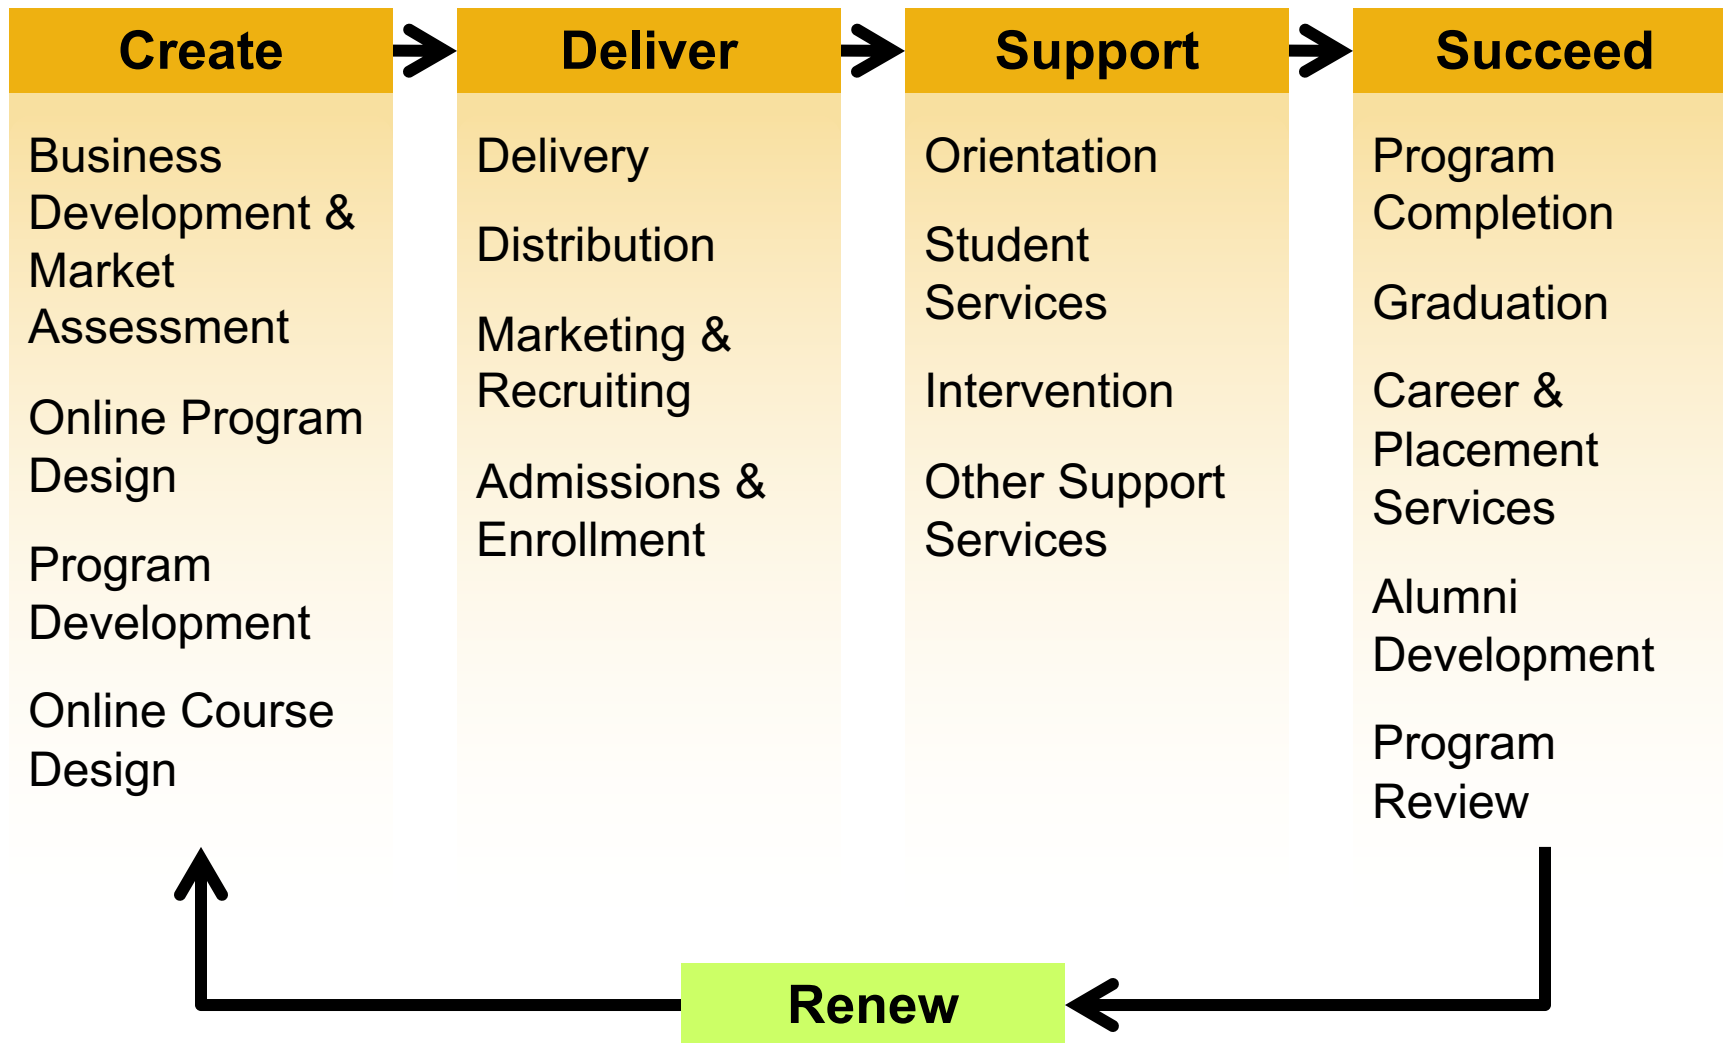 Create
Business
Development &
Market
Assessment
Online Program
Design
Program
Development
Online Course
Design
Deliver
Delivery
Distribution
Marketing &
Recruiting
Admissions &
Enrollment
Support
Orientation
Student
Services
Intervention
Other Support
Services
Succeed
Program
Completion
Graduation
Career &
Placement
Services
Alumni
Development
Program
Review
Renew